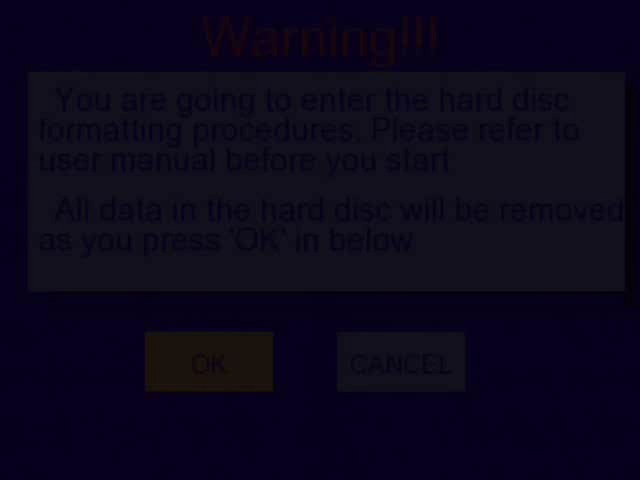 Warning!!!
You are going to enter the hard disc
formatting procedures. Please refer to
user manual before you start
All data in the hard disc will be removed
as you press 'OK' in below
OK
CANCEL